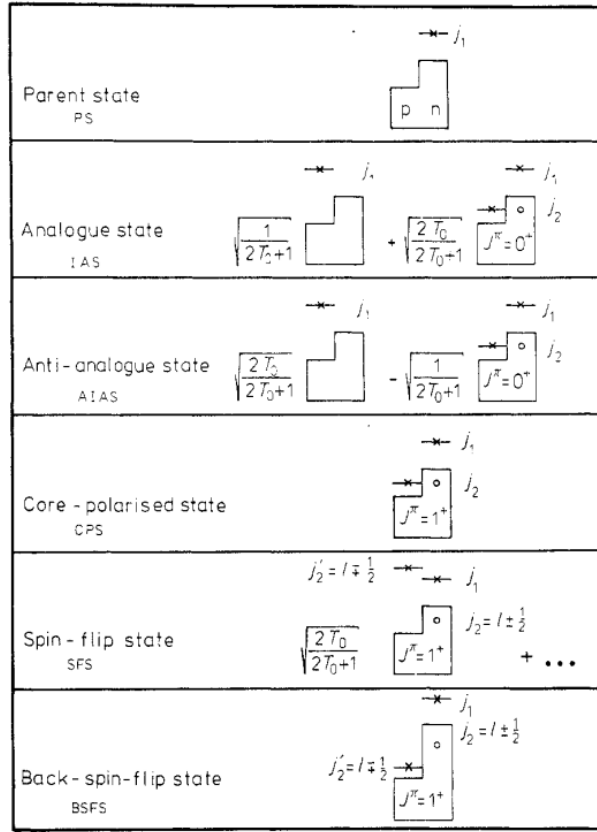 j₁
Parent state
PS
p n
j₁ j₁
Analogue state
IAS
√(1/(2T₀+1)) + √(2T₀/(2T₀+1)) Jπ=0⁺ j₂
j₁ j₁
Anti-analogue state
AIAS
√(2T₀/(2T₀+1)) - √(1/(2T₀+1)) Jπ=0⁺ j₂
j₁
Core-polarised state
CPS
Jπ=1⁺ j₂
j₂′ = l ∓ ½ j₁
Spin-flip state
SFS
√(2T₀/(2T₀+1)) Jπ=1⁺ j₂ = l ± ½ + •••
j₁
j₂ = l ± ½
Back-spin-flip state
BSFS
j₂′ = l ∓ ½
Jπ=1⁺